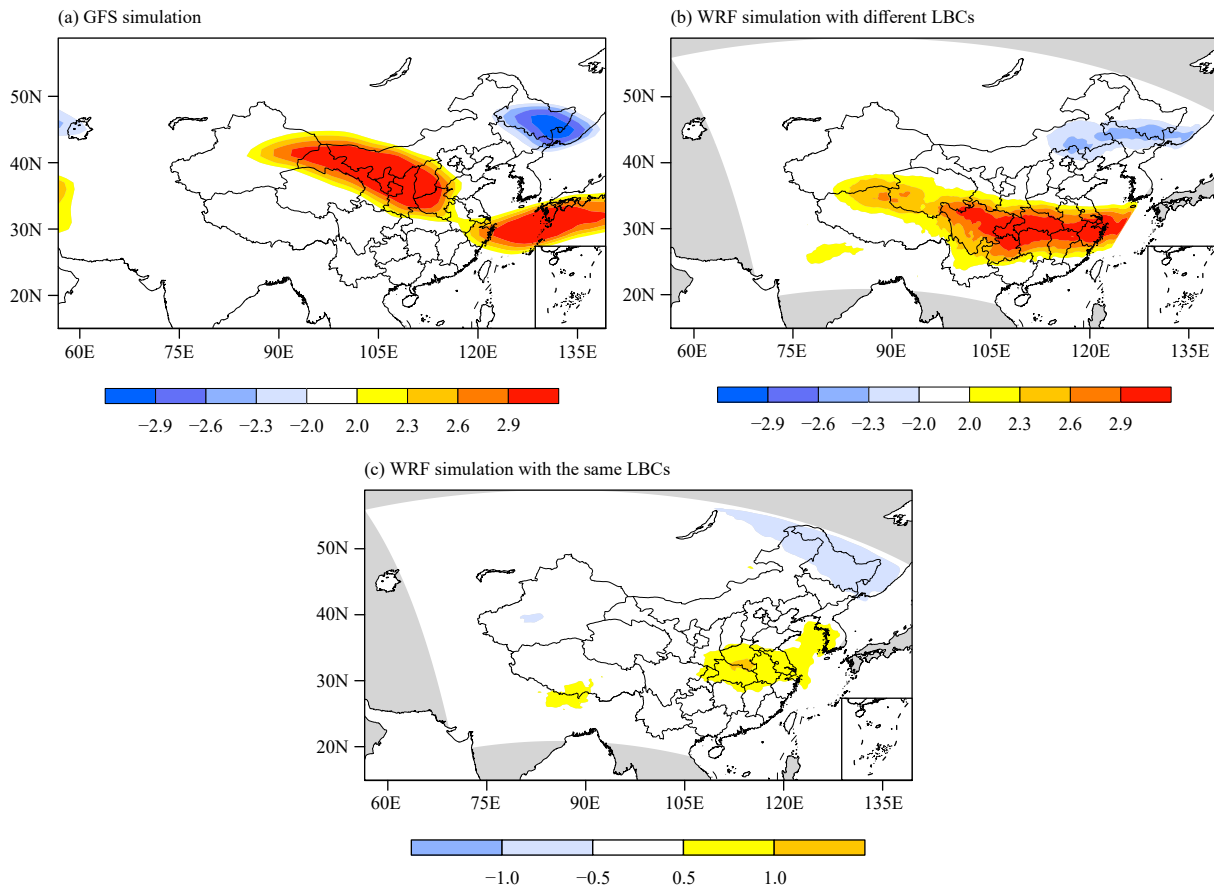 (a) GFS simulation
50N
40N
30N
20N
60E 75E 90E 105E 120E 135E
−2.9 −2.6 −2.3 −2.0 2.0 2.3 2.6 2.9
(b) WRF simulation with different LBCs
50N
40N
30N
20N
60E 75E 90E 105E 120E 135E
−2.9 −2.6 −2.3 −2.0 2.0 2.3 2.6 2.9
(c) WRF simulation with the same LBCs
50N
40N
30N
20N
60E 75E 90E 105E 120E 135E
−1.0 −0.5 0.5 1.0